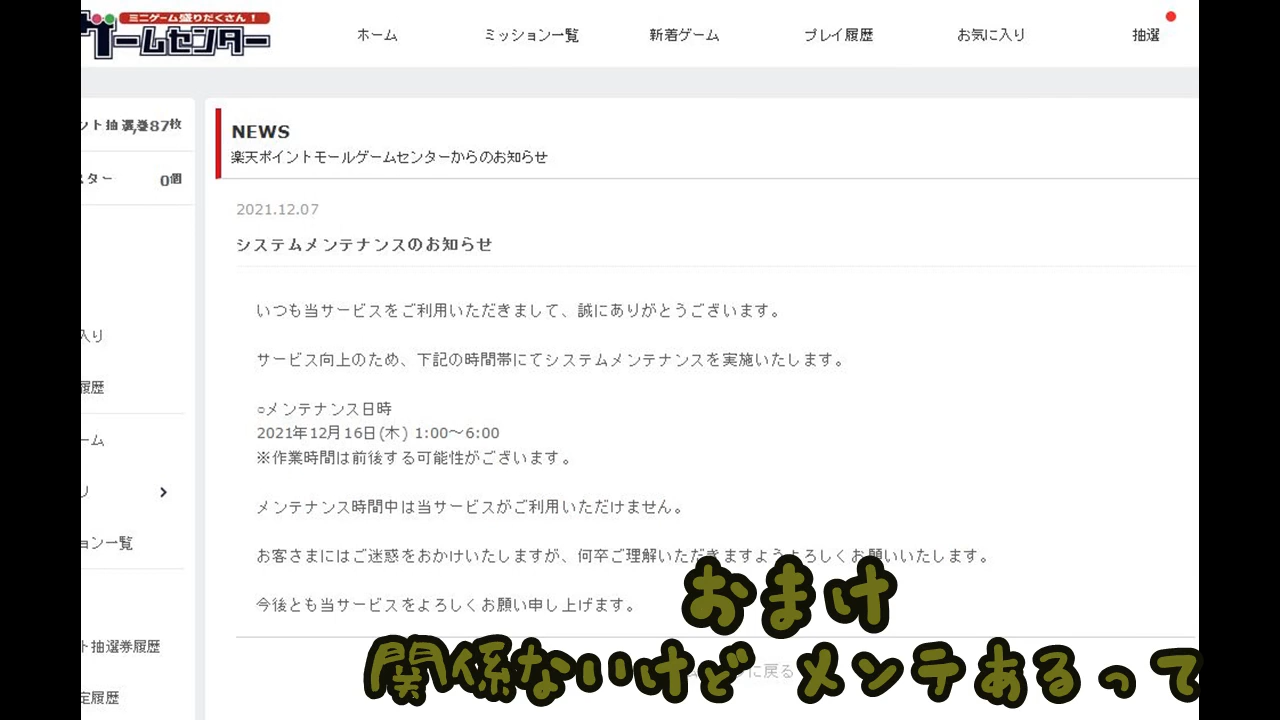 ミニゲーム盛りだくさん!
ゲームセンター
ホーム
ミッション一覧
新着ゲーム
プレイ履歴
お気に入り
抽選
ント抽選券87枚
スター 0個
入り
履歴
ーム
リ
ョン一覧
ト抽選券履歴
定履歴
NEWS
楽天ポイントモールゲームセンターからのお知らせ
2021.12.07
システムメンテナンスのお知らせ
いつも当サービスをご利用いただきまして、誠にありがとうございます。
サービス向上のため、下記の時間帯にてシステムメンテナンスを実施いたします。
○メンテナンス日時
2021年12月16日(木) 1:00～6:00
※作業時間は前後する可能性がございます。
メンテナンス時間中は当サービスがご利用いただけません。
お客さまにはご迷惑をおかけいたしますが、何卒ご理解いただきますようよろしくお願いいたします。
今後とも当サービスをよろしくお願い申し上げます。
に戻る
おまけ
関係ないけど メンテあるって